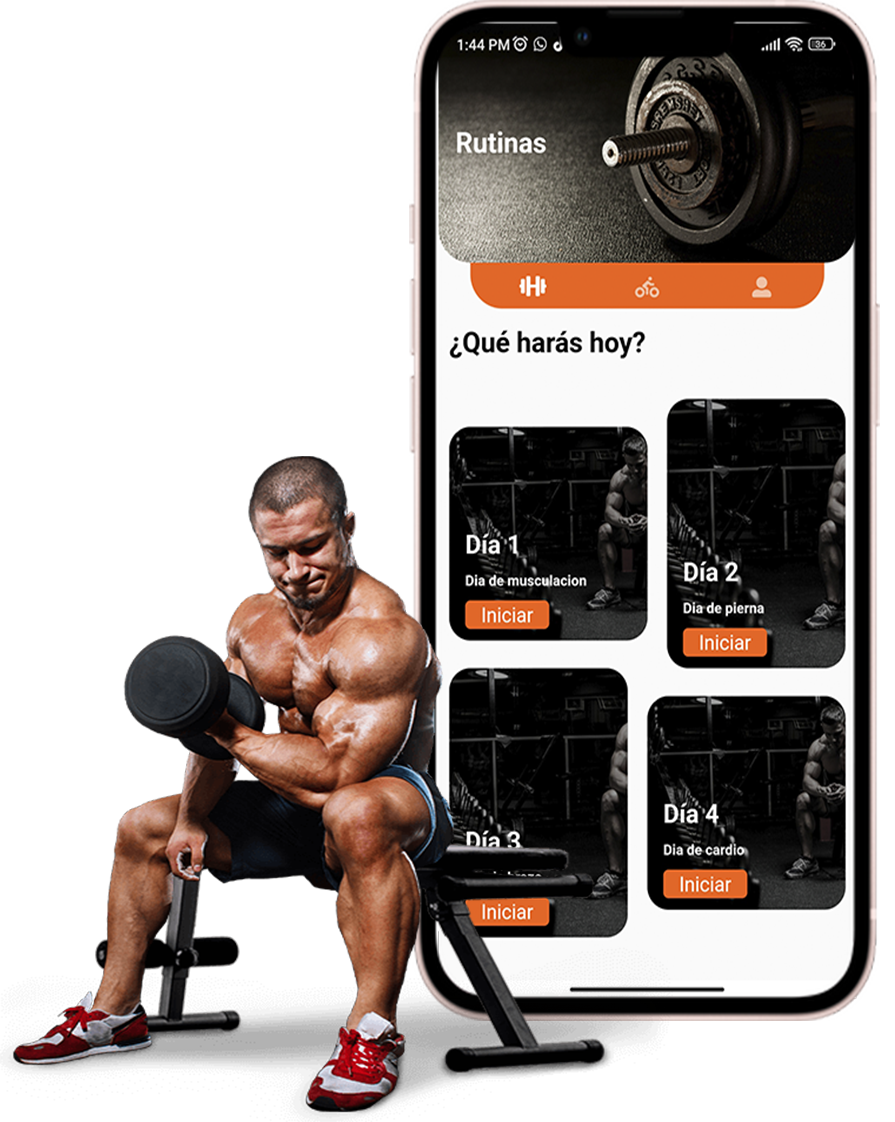 1:44 PM
36
Rutinas
¿Qué harás hoy?
Día 1
Dia de musculacion
Iniciar
Día 2
Dia de pierna
Iniciar
Día 3
Iniciar
Día 4
Dia de cardio
Iniciar